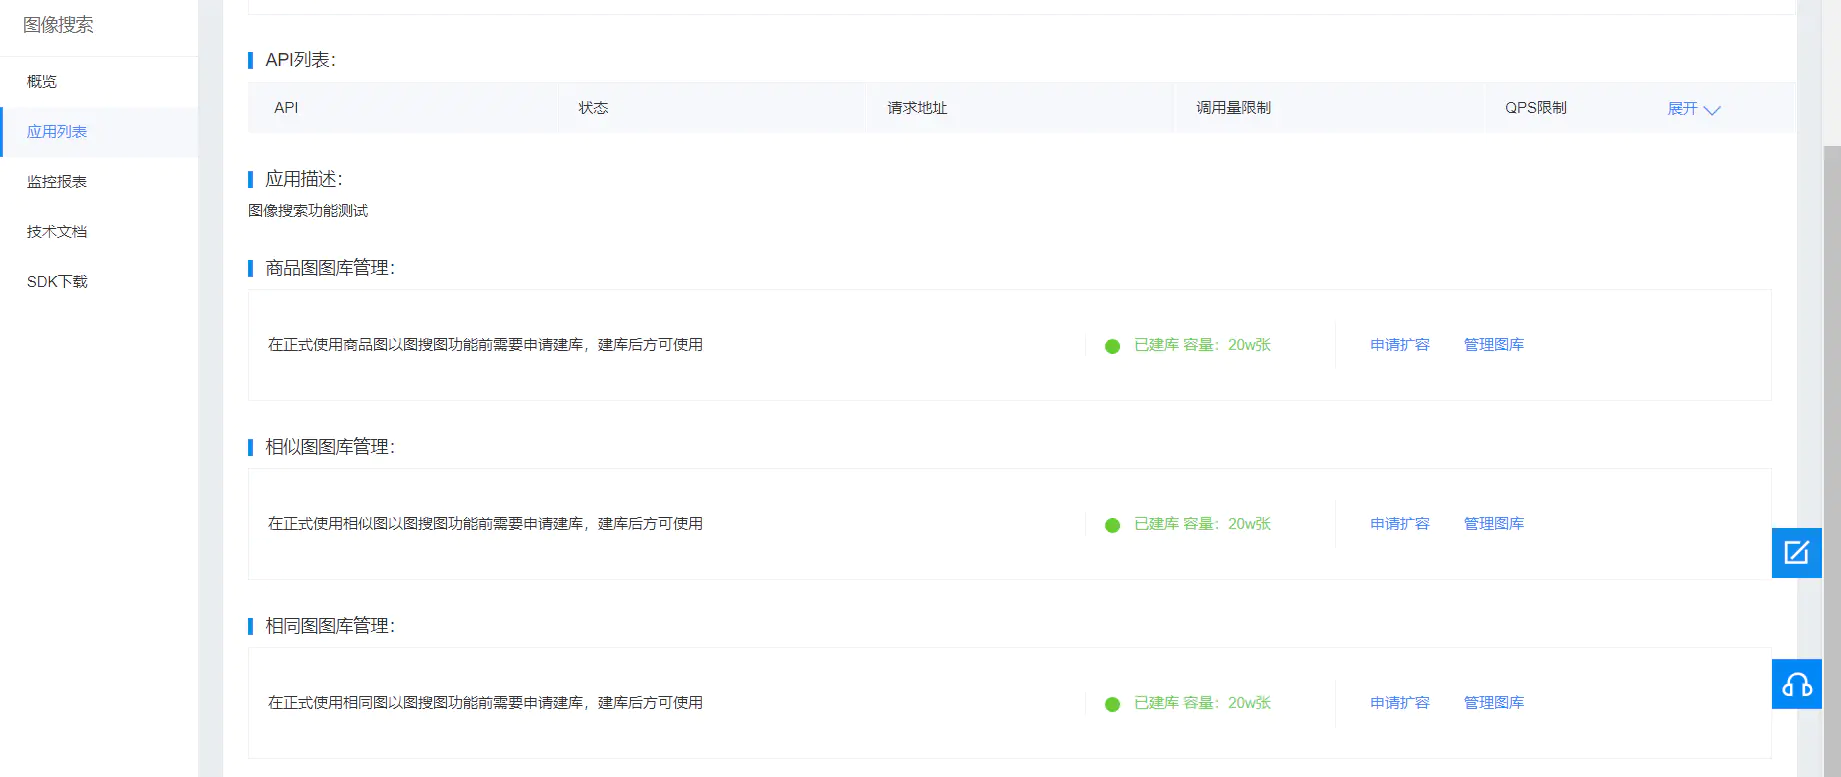 图像搜索
概览
应用列表
监控报表
技术文档
SDK下载
API列表：
API 状态 请求地址 调用量限制 QPS限制 展开
应用描述：
图像搜索功能测试
商品图图库管理：
在正式使用商品图以图搜图功能前需要申请建库，建库后方可使用 已建库 容量：20w张 申请扩容 管理图库
相似图图库管理：
在正式使用相似图以图搜图功能前需要申请建库，建库后方可使用 已建库 容量：20w张 申请扩容 管理图库
相同图图库管理：
在正式使用相同图以图搜图功能前需要申请建库，建库后方可使用 已建库 容量：20w张 申请扩容 管理图库